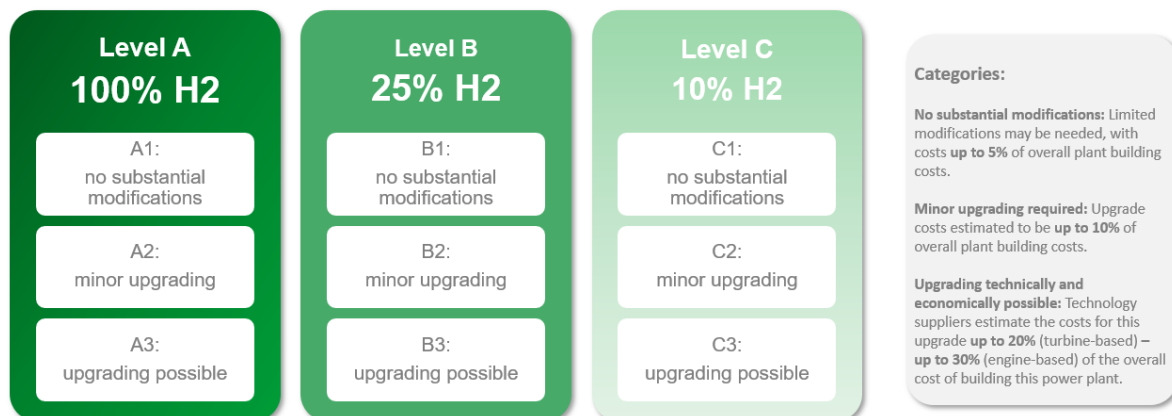 Level A
100% H2
A1:
no substantial
modifications
A2:
minor upgrading
A3:
upgrading possible
Level B
25% H2
B1:
no substantial
modifications
B2:
minor upgrading
B3:
upgrading possible
Level C
10% H2
C1:
no substantial
modifications
C2:
minor upgrading
C3:
upgrading possible
Categories:
No substantial modifications: Limited
modifications may be needed, with
costs up to 5% of overall plant building
costs.
Minor upgrading required: Upgrade
costs estimated to be up to 10% of
overall plant building costs.
Upgrading technically and
economically possible: Technology
suppliers estimate the costs for this
upgrade up to 20% (turbine-based) –
up to 30% (engine-based) of the overall
cost of building this power plant.